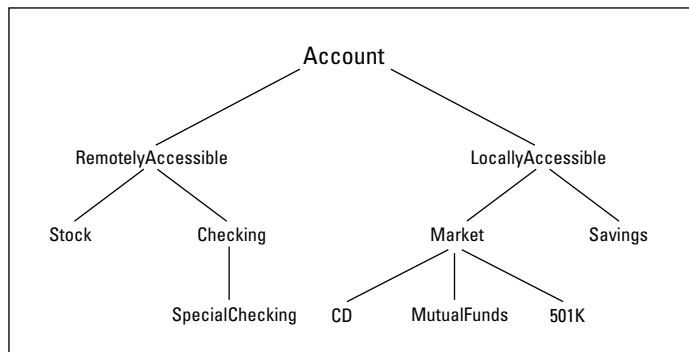 Account
RemotelyAccessible LocallyAccessible
Stock Checking Market Savings
SpecialChecking CD MutualFunds 501K